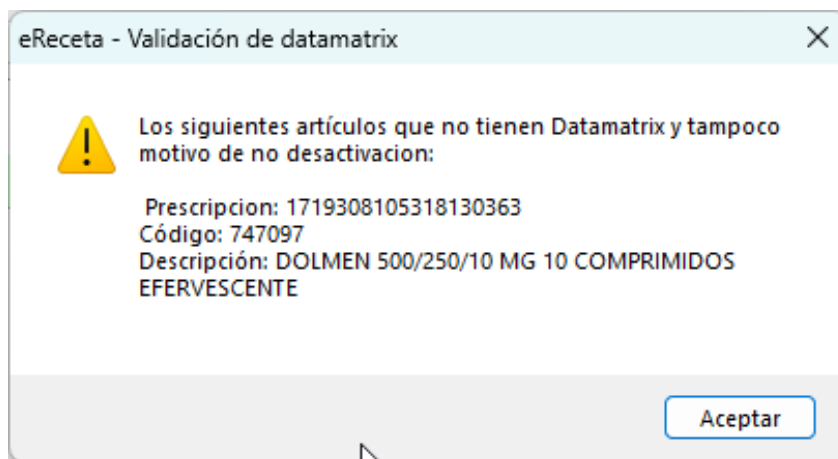 eReceta - Validación de datamatrix
Los siguientes artículos que no tienen Datamatrix y tampoco
motivo de no desactivacion:
Prescripcion: 1719308105318130363
Código: 747097
Descripción: DOLMEN 500/250/10 MG 10 COMPRIMIDOS
EFERVESCENTE
Aceptar